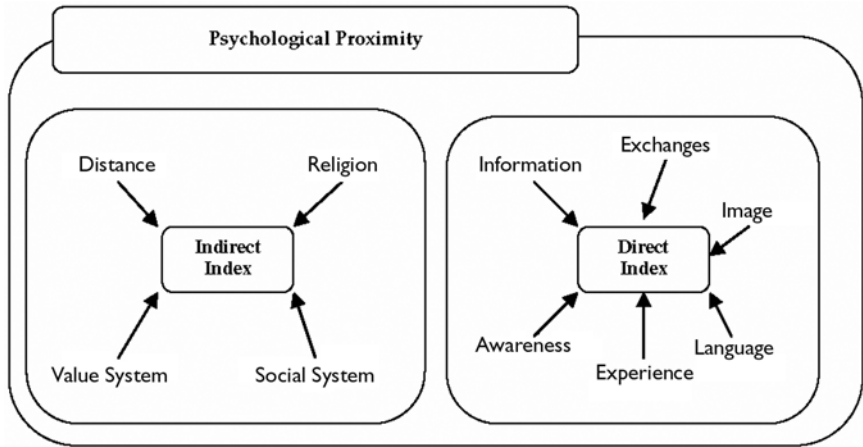 Psychological Proximity
Distance
Religion
Indirect
Index
Value System
Social System
Information
Exchanges
Image
Direct
Index
Awareness
Experience
Language